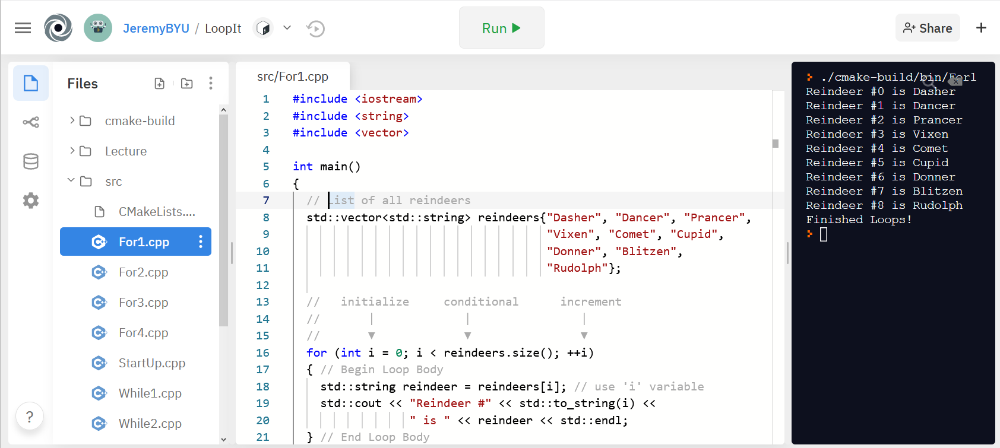 JeremyBYU / LoopIt
Run
Share
Files
cmake-build
Lecture
src
CMakeLists....
For1.cpp
For2.cpp
For3.cpp
For4.cpp
StartUp.cpp
While1.cpp
While2.cpp
?
src/For1.cpp
1 #include <iostream>
2 #include <string>
3 #include <vector>
4
5 int main()
6 {
7 // List of all reindeers
8 std::vector<std::string> reindeers{"Dasher", "Dancer", "Prancer",
9 "Vixen", "Comet", "Cupid",
10 "Donner", "Blitzen",
11 "Rudolph"};
12
13 // initialize conditional increment
14 // | | |
15 // ▼ ▼ ▼
16 for (int i = 0; i < reindeers.size(); ++i)
17 { // Begin Loop Body
18 std::string reindeer = reindeers[i]; // use 'i' variable
19 std::cout << "Reindeer #" << std::to_string(i) <<
20 " is " << reindeer << std::endl;
21 } // End Loop Body
./cmake-build/bin/For1
Reindeer #0 is Dasher
Reindeer #1 is Dancer
Reindeer #2 is Prancer
Reindeer #3 is Vixen
Reindeer #4 is Comet
Reindeer #5 is Cupid
Reindeer #6 is Donner
Reindeer #7 is Blitzen
Reindeer #8 is Rudolph
Finished Loops!